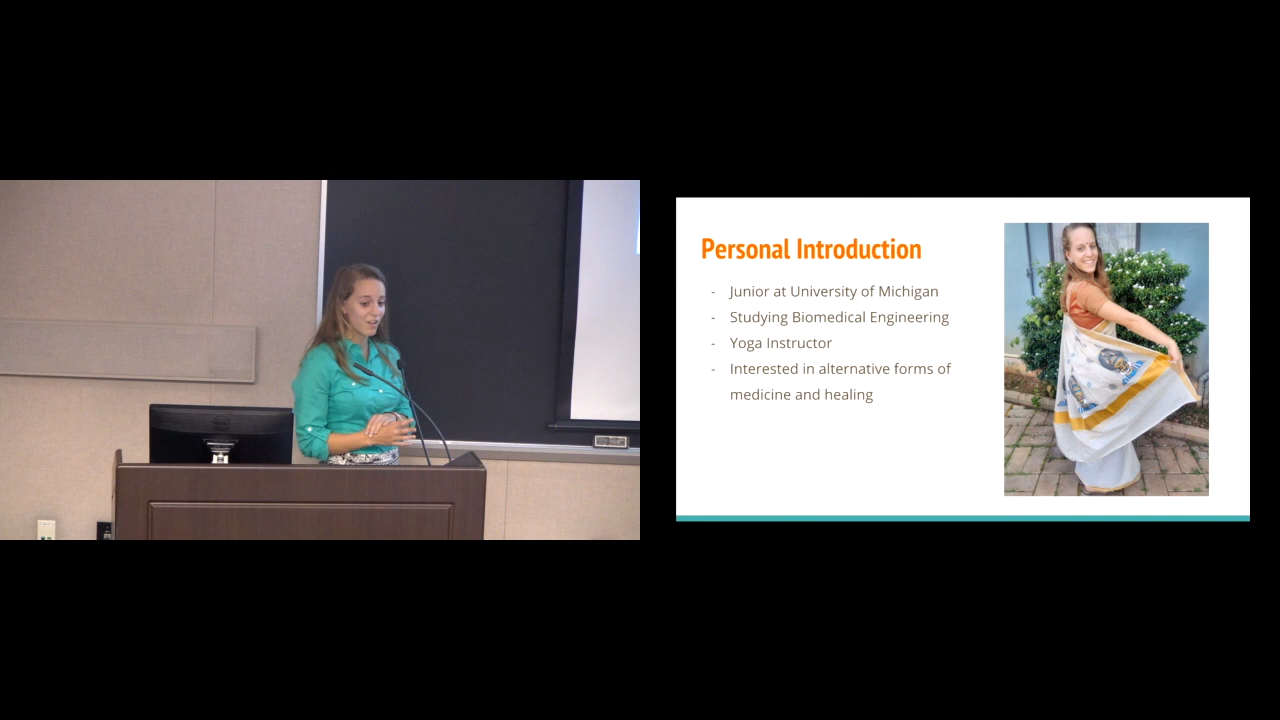 Personal Introduction
- Junior at University of Michigan
- Studying Biomedical Engineering
- Yoga Instructor
- Interested in alternative forms of
medicine and healing